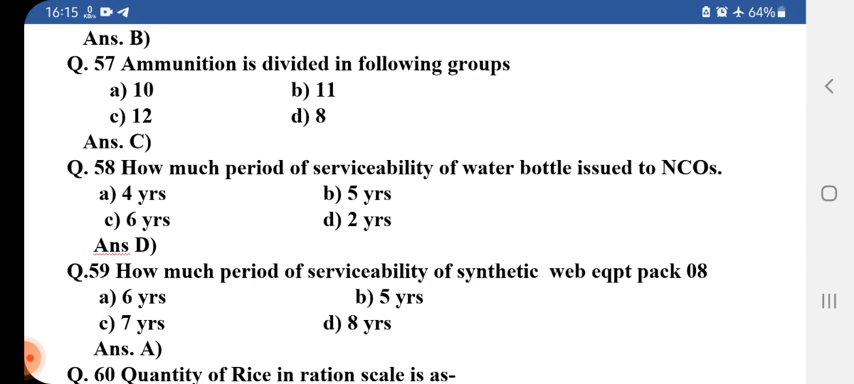 16:15 0 KB/s 64%
Ans. B)
Q. 57 Ammunition is divided in following groups
a) 10 b) 11
c) 12 d) 8
Ans. C)
Q. 58 How much period of serviceability of water bottle issued to NCOs.
a) 4 yrs b) 5 yrs
c) 6 yrs d) 2 yrs
Ans D)
Q.59 How much period of serviceability of synthetic web eqpt pack 08
a) 6 yrs b) 5 yrs
c) 7 yrs d) 8 yrs
Ans. A)
Q. 60 Quantity of Rice in ration scale is as-